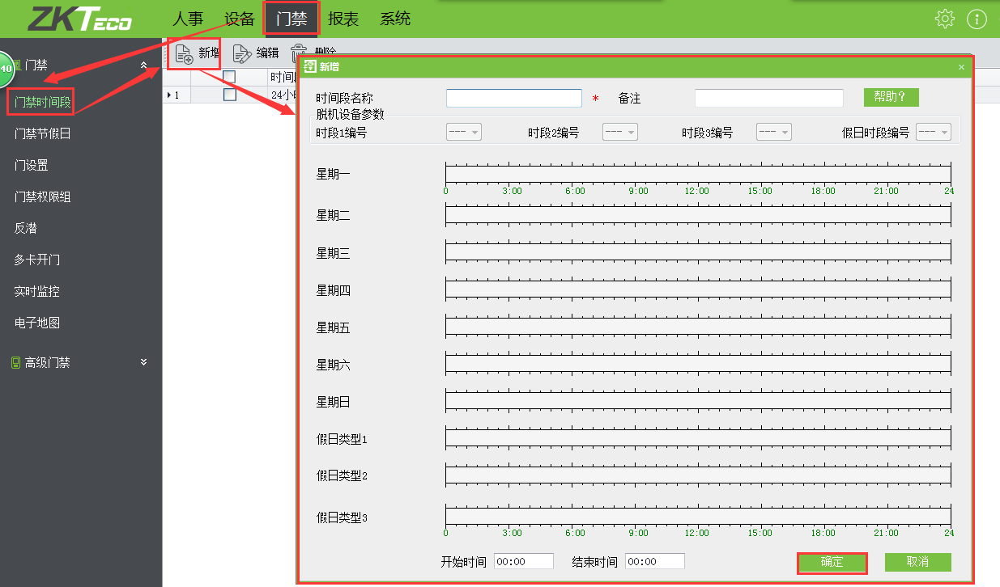 ZKTeco 人事 设备 门禁 报表 系统
新增 编辑 删除
40 门禁
门禁时间段
门禁节假日
门设置
门禁权限组
反潜
多卡开门
实时监控
电子地图
高级门禁
时间
1 24小
新增
时间段名称 * 备注 帮助?
脱机设备参数
时段1编号 --- 时段2编号 --- 时段3编号 --- 假日时段编号 ---
星期一
0 3:00 6:00 9:00 12:00 15:00 18:00 21:00 24
星期二
星期三
星期四
星期五
星期六
星期日
假日类型1
假日类型2
假日类型3
0 3:00 6:00 9:00 12:00 15:00 18:00 21:00 24
开始时间 00:00 结束时间 00:00 确定 取消